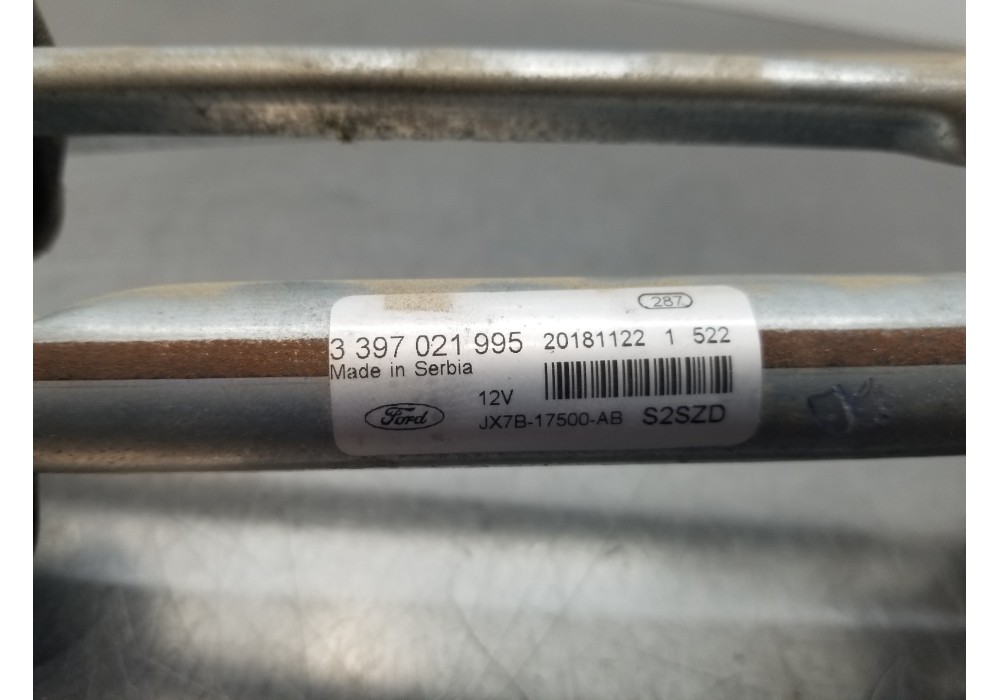 287
3 397 021 995 20181122 1 522
Made in Serbia
12V
Ford JX7B-17500-AB S2SZD